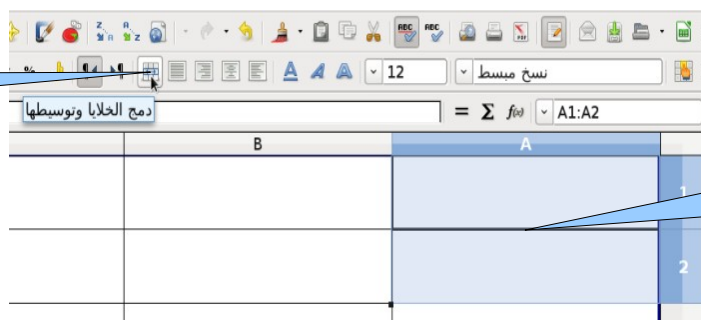 نسخ مبسط 12
A1:A2 f(x) Σ =
دمج الخلايا وتوسيطها
A B
1
2